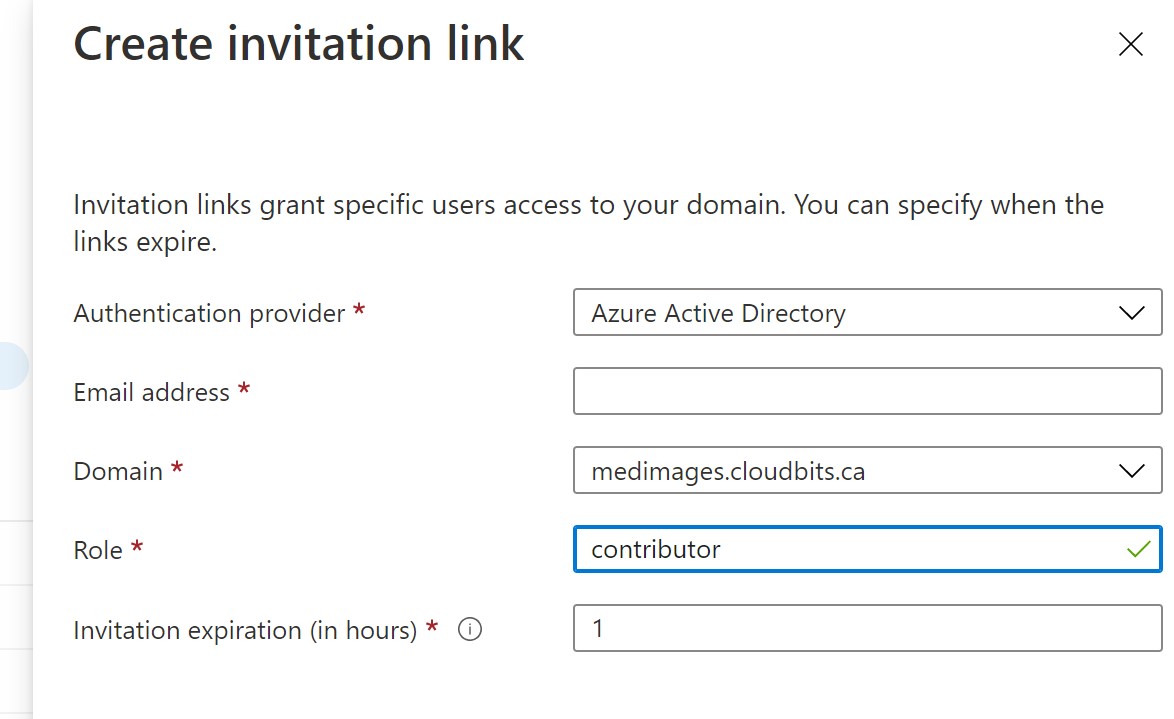 Create invitation link
Invitation links grant specific users access to your domain. You can specify when the
links expire.
Authentication provider *
Azure Active Directory
Email address *
Domain *
medimages.cloudbits.ca
Role *
contributor
Invitation expiration (in hours) *
1